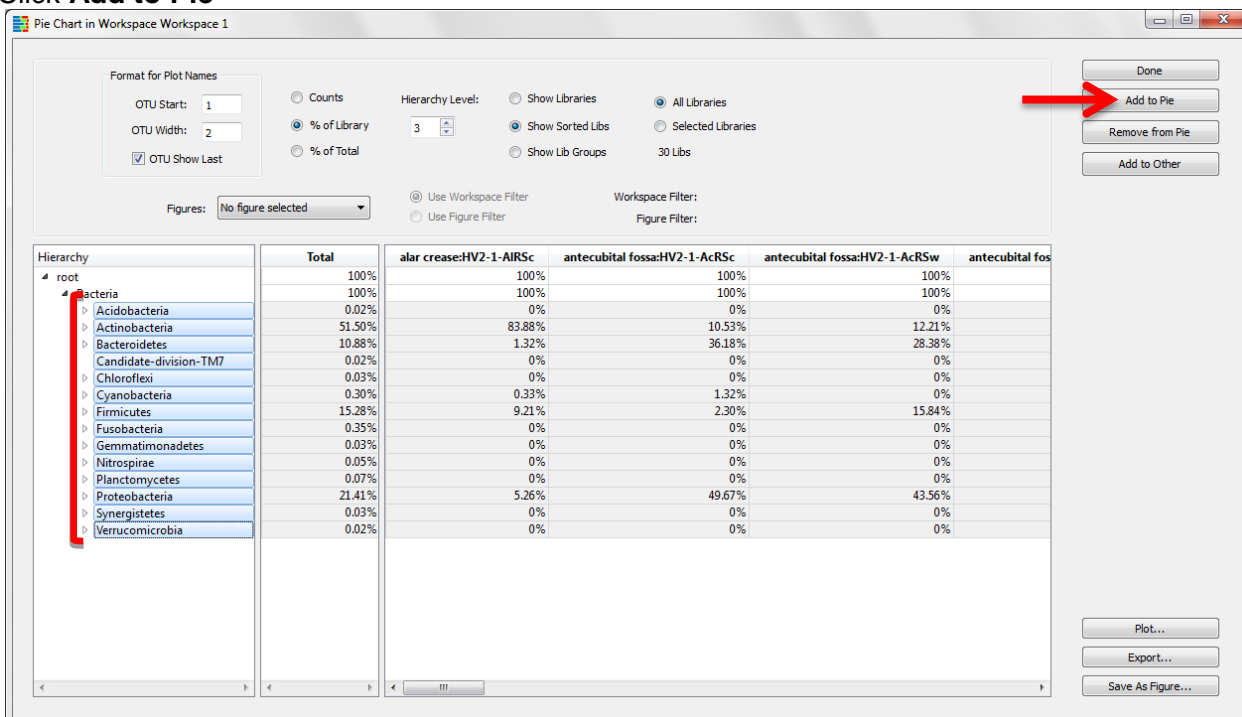 Click Add to Pie
Pie Chart in Workspace Workspace 1
Format for Plot Names
OTU Start: 1
OTU Width: 2
OTU Show Last
Counts
% of Library
% of Total
Hierarchy Level:
3
Show Libraries
Show Sorted Libs
Show Lib Groups
All Libraries
Selected Libraries
30 Libs
Figures: No figure selected
Use Workspace Filter
Use Figure Filter
Workspace Filter:
Figure Filter:
Done
Add to Pie
Remove from Pie
Add to Other
Hierarchy Total alar crease:HV2-1-AlRSc antecubital fossa:HV2-1-AcRSc antecubital fossa:HV2-1-AcRSw antecubital fos
root 100% 100% 100% 100%
Bacteria 100% 100% 100% 100%
Acidobacteria 0.02% 0% 0% 0%
Actinobacteria 51.50% 83.88% 10.53% 12.21%
Bacteroidetes 10.88% 1.32% 36.18% 28.38%
Candidate-division-TM7 0.02% 0% 0% 0%
Chloroflexi 0.03% 0% 0% 0%
Cyanobacteria 0.30% 0.33% 1.32% 0%
Firmicutes 15.28% 9.21% 2.30% 15.84%
Fusobacteria 0.35% 0% 0% 0%
Gemmatimonadetes 0.03% 0% 0% 0%
Nitrospirae 0.05% 0% 0% 0%
Planctomycetes 0.07% 0% 0% 0%
Proteobacteria 21.41% 5.26% 49.67% 43.56%
Synergistetes 0.03% 0% 0% 0%
Verrucomicrobia 0.02% 0% 0% 0%
Plot...
Export...
Save As Figure...